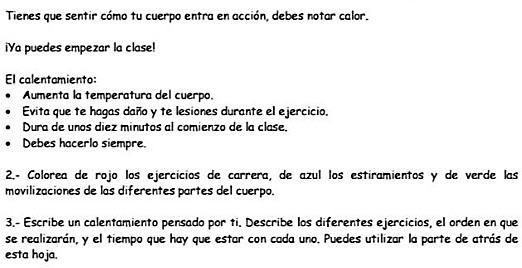 Tienes que sentir cómo tu cuerpo entra en acción, debes notar calor.
¡Ya puedes empezar la clase!
El calentamiento:
• Aumenta la temperatura del cuerpo.
• Evita que te hagas daño y te lesiones durante el ejercicio.
• Dura de unos diez minutos al comienzo de la clase.
• Debes hacerlo siempre.
2.- Colorea de rojo los ejercicios de carrera, de azul los estiramientos y de verde las
movilizaciones de las diferentes partes del cuerpo.
3.- Escribe un calentamiento pensado por ti. Describe los diferentes ejercicios, el orden en que
se realizarán, y el tiempo que hay que estar con cada uno. Puedes utilizar la parte de atrás de
esta hoja.